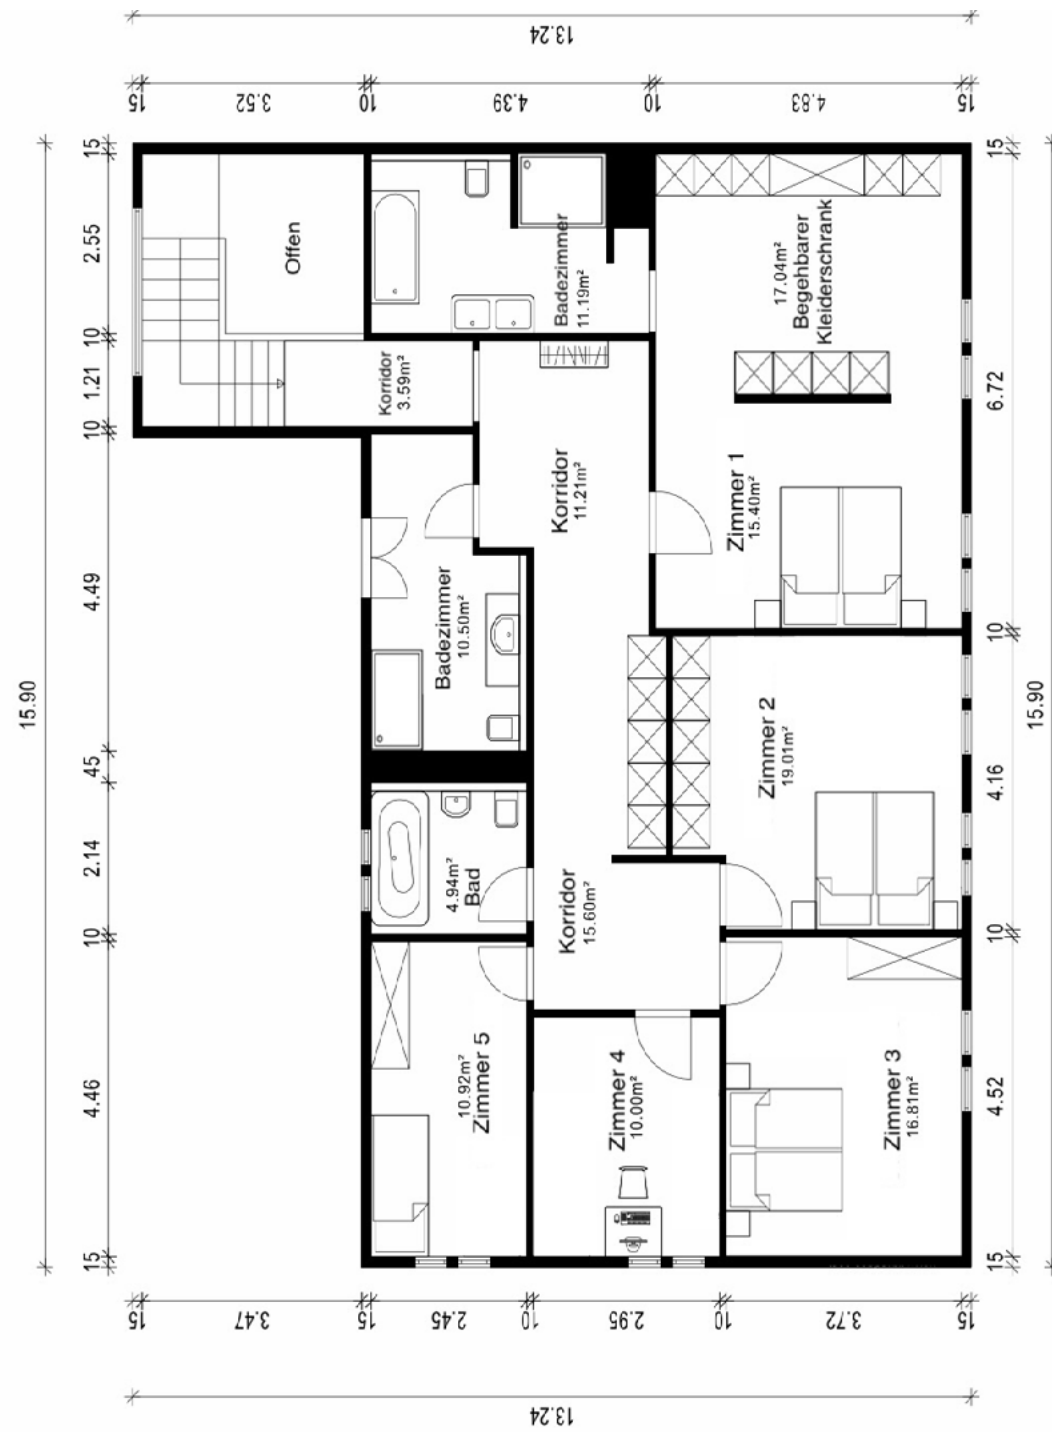 13.24
15
3.52
10
4.39
10
4.83
15
15
2.55
10
1.21
10
4.49
45
2.14
10
4.46
15
15.90
Offen
Badezimmer
11.19m²
17.04m²
Begehbarer
Kleiderschrank
Korridor
3.59m²
Korridor
11.21m²
Zimmer 1
15.40m²
Badezimmer
10.50m²
Zimmer 2
19.01m²
4.94m²
Bad
Korridor
15.60m²
10.92m²
Zimmer 5
Zimmer 4
10.00m²
Zimmer 3
16.81m²
15
6.72
10
4.16
10
4.52
15
15.90
15
3.47
15
2.45
10
2.95
10
3.72
15
13.24